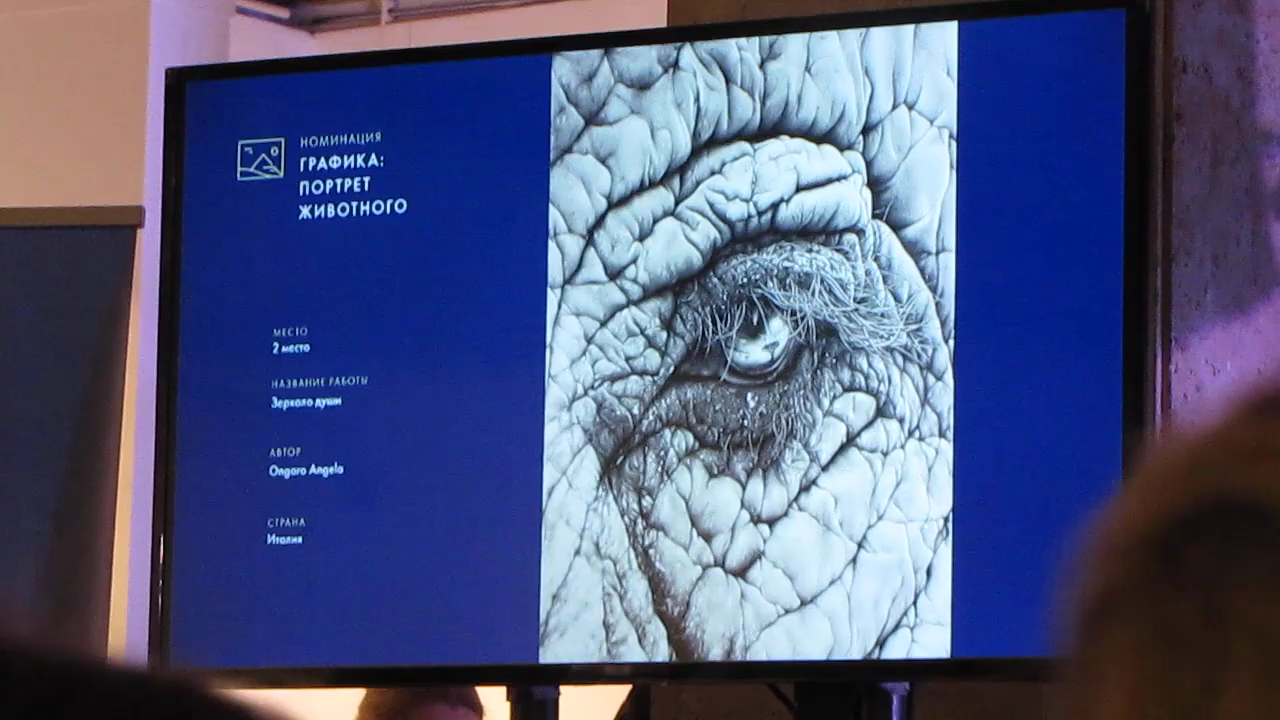 НОМИНАЦИЯ
ГРАФИКА:
ПОРТРЕТ
ЖИВОТНОГО
МЕСТО
2 место
НАЗВАНИЕ РАБОТЫ
Зеркало души
АВТОР
Ongaro Angela
СТРАНА
Италия